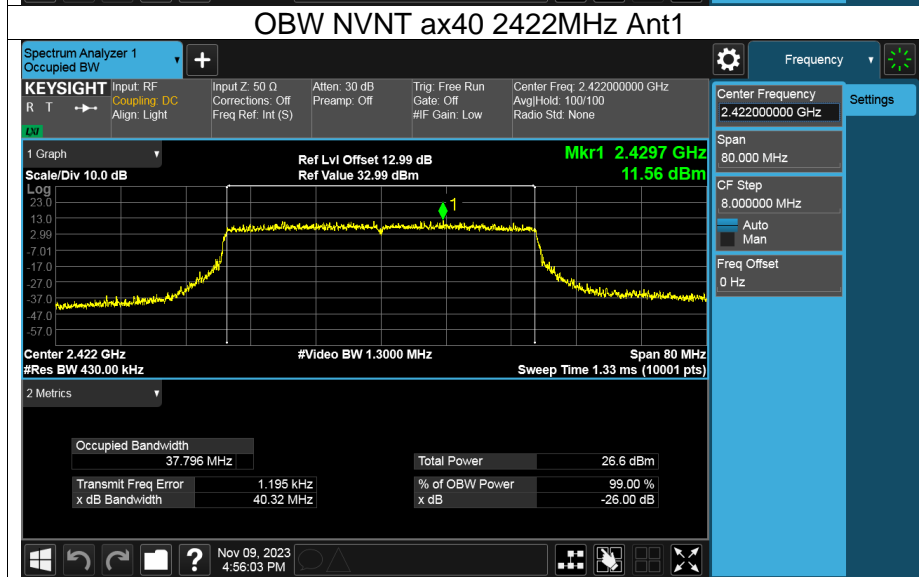 OBW NVNT ax40 2422MHz Ant1
Spectrum Analyzer 1
Occupied BW
+
Frequency
KEYSIGHT
R T
LXI
Input: RF
Coupling: DC
Align: Light
Input Z: 50 Ω
Corrections: Off
Freq Ref: Int (S)
Atten: 30 dB
Preamp: Off
Trig: Free Run
Gate: Off
#IF Gain: Low
Center Freq: 2.422000000 GHz
Avg|Hold: 100/100
Radio Std: None
Center Frequency
2.422000000 GHz
Settings
Span
80.000 MHz
CF Step
8.000000 MHz
Auto
Man
Freq Offset
0 Hz
1 Graph
Scale/Div 10.0 dB
Ref Lvl Offset 12.99 dB
Ref Value 32.99 dBm
Mkr1 2.4297 GHz
11.56 dBm
Log
23.0
13.0
2.99
-7.01
-17.0
-27.0
-37.0
-47.0
-57.0
1
Center 2.422 GHz
#Res BW 430.00 kHz
#Video BW 1.3000 MHz
Span 80 MHz
Sweep Time 1.33 ms (10001 pts)
2 Metrics
Occupied Bandwidth
37.796 MHz
Transmit Freq Error 1.195 kHz
x dB Bandwidth 40.32 MHz
Total Power 26.6 dBm
% of OBW Power 99.00 %
x dB -26.00 dB
?
Nov 09, 2023
4:56:03 PM